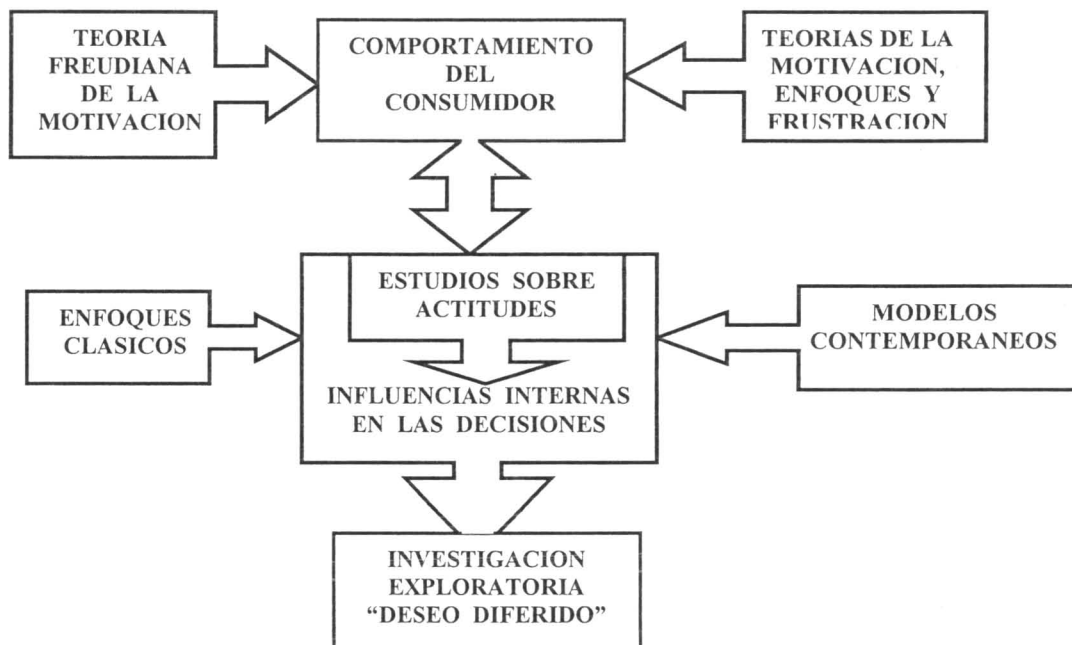 TEORIA
FREUDIANA
DE LA
MOTIVACION
COMPORTAMIENTO
DEL
CONSUMIDOR
TEORIAS DE LA
MOTIVACION,
ENFOQUES Y
FRUSTRACION
ENFOQUES
CLASICOS
ESTUDIOS SOBRE
ACTITUDES
INFLUENCIAS INTERNAS
EN LAS DECISIONES
MODELOS
CONTEMPORANEOS
INVESTIGACION
EXPLORATORIA
“DESEO DIFERIDO”